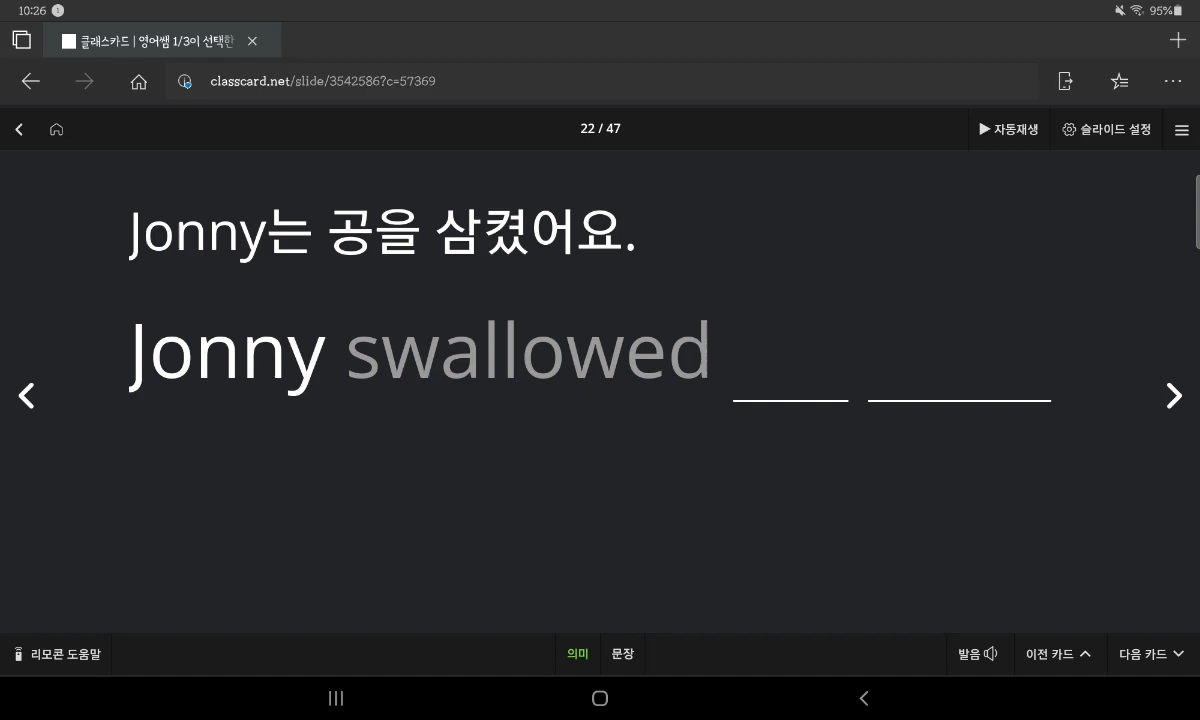 10:26 1 95%
클래스카드 | 영어쌤 1/3이 선택한
classcard.net/slide/3542586?c=57369
22 / 47 자동재생 슬라이드 설정
Jonny는 공을 삼켰어요.
Jonny swallowed
리모콘 도움말 의미 문장 발음 이전 카드 다음 카드